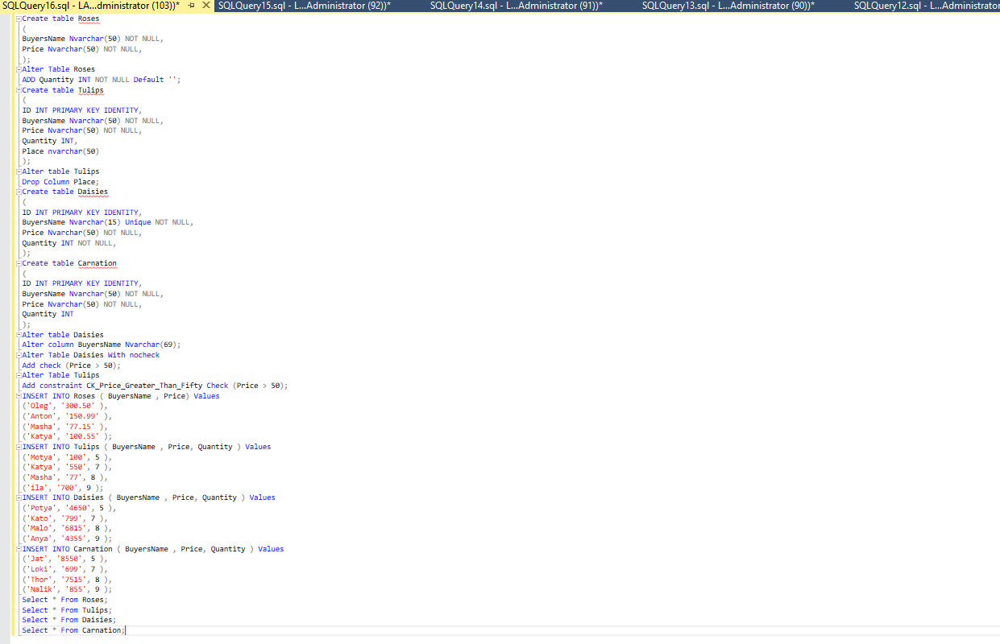 SQLQuery16.sql - LA...dministrator (103))* SQLQuery15.sql - L...Administrator (92))* SQLQuery14.sql - L...Administrator (91))* SQLQuery13.sql - L...Administrator (90))* SQLQuery12.sql - L...Administrator
Create table Roses
(
BuyersName Nvarchar(50) NOT NULL,
Price Nvarchar(50) NOT NULL,
);
Alter Table Roses
ADD Quantity INT NOT NULL Default '';
Create table Tulips
(
ID INT PRIMARY KEY IDENTITY,
BuyersName Nvarchar(50) NOT NULL,
Price Nvarchar(50) NOT NULL,
Quantity INT,
Place nvarchar(50)
);
Alter table Tulips
Drop Column Place;
Create table Daisies
(
ID INT PRIMARY KEY IDENTITY,
BuyersName Nvarchar(15) Unique NOT NULL,
Price Nvarchar(50) NOT NULL,
Quantity INT NOT NULL,
);
Create table Carnation
(
ID INT PRIMARY KEY IDENTITY,
BuyersName Nvarchar(50) NOT NULL,
Price Nvarchar(50) NOT NULL,
Quantity INT
);
Alter table Daisies
Alter column BuyersName Nvarchar(69);
Alter Table Daisies With nocheck
Add check (Price > 50);
Alter Table Tulips
Add constraint CK_Price_Greater_Than_Fifty Check (Price > 50);
INSERT INTO Roses ( BuyersName , Price) Values
('Oleg', '300.50' ),
('Anton', '150.99' ),
('Masha', '77.15' ),
('Katya', '100.55' );
INSERT INTO Tulips ( BuyersName , Price, Quantity ) Values
('Motya', '100', 5 ),
('Katya', '550', 7 ),
('Masha', '77', 8 ),
('ila', '700', 9 );
INSERT INTO Daisies ( BuyersName , Price, Quantity ) Values
('Potya', '4650', 5 ),
('Kato', '799', 7 ),
('Malo', '6815', 8 ),
('Anya', '4355', 9 );
INSERT INTO Carnation ( BuyersName , Price, Quantity ) Values
('Jat', '8550', 5 ),
('Loki', '699', 7 ),
('Thor', '7515', 8 ),
('Nalik', '855', 9 );
Select * From Roses;
Select * From Tulips;
Select * From Daisies;
Select * From Carnation;